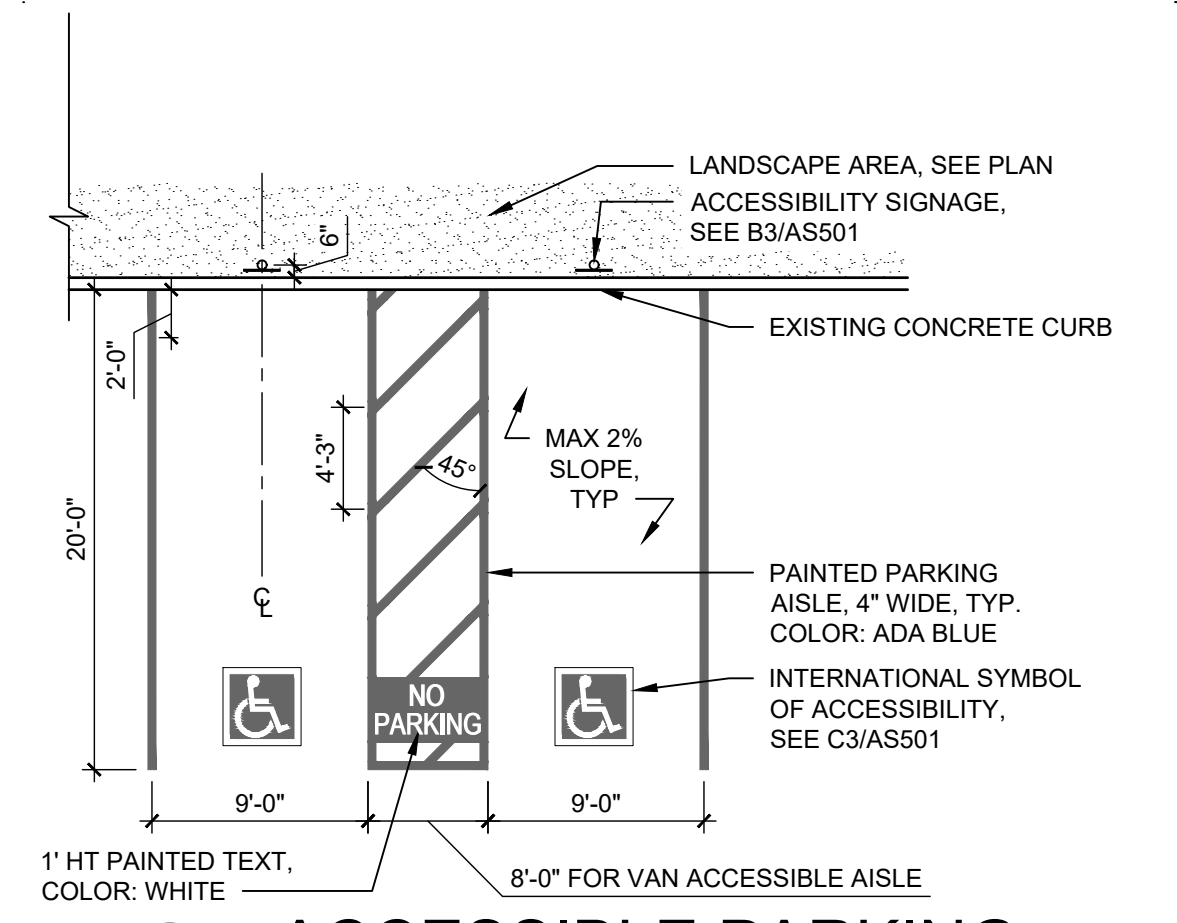 LANDSCAPE AREA, SEE PLAN
ACCESSIBILITY SIGNAGE,
SEE B3/AS501
6"
EXISTING CONCRETE CURB
2'-0"
4'-3"
45°
MAX 2%
SLOPE,
TYP
20'-0"
PAINTED PARKING
AISLE, 4" WIDE, TYP.
COLOR: ADA BLUE
℄
INTERNATIONAL SYMBOL
OF ACCESSIBILITY,
SEE C3/AS501
NO
PARKING
9'-0"
9'-0"
1' HT PAINTED TEXT,
COLOR: WHITE
8'-0" FOR VAN ACCESSIBLE AISLE
ACCESSIBLE PARKING